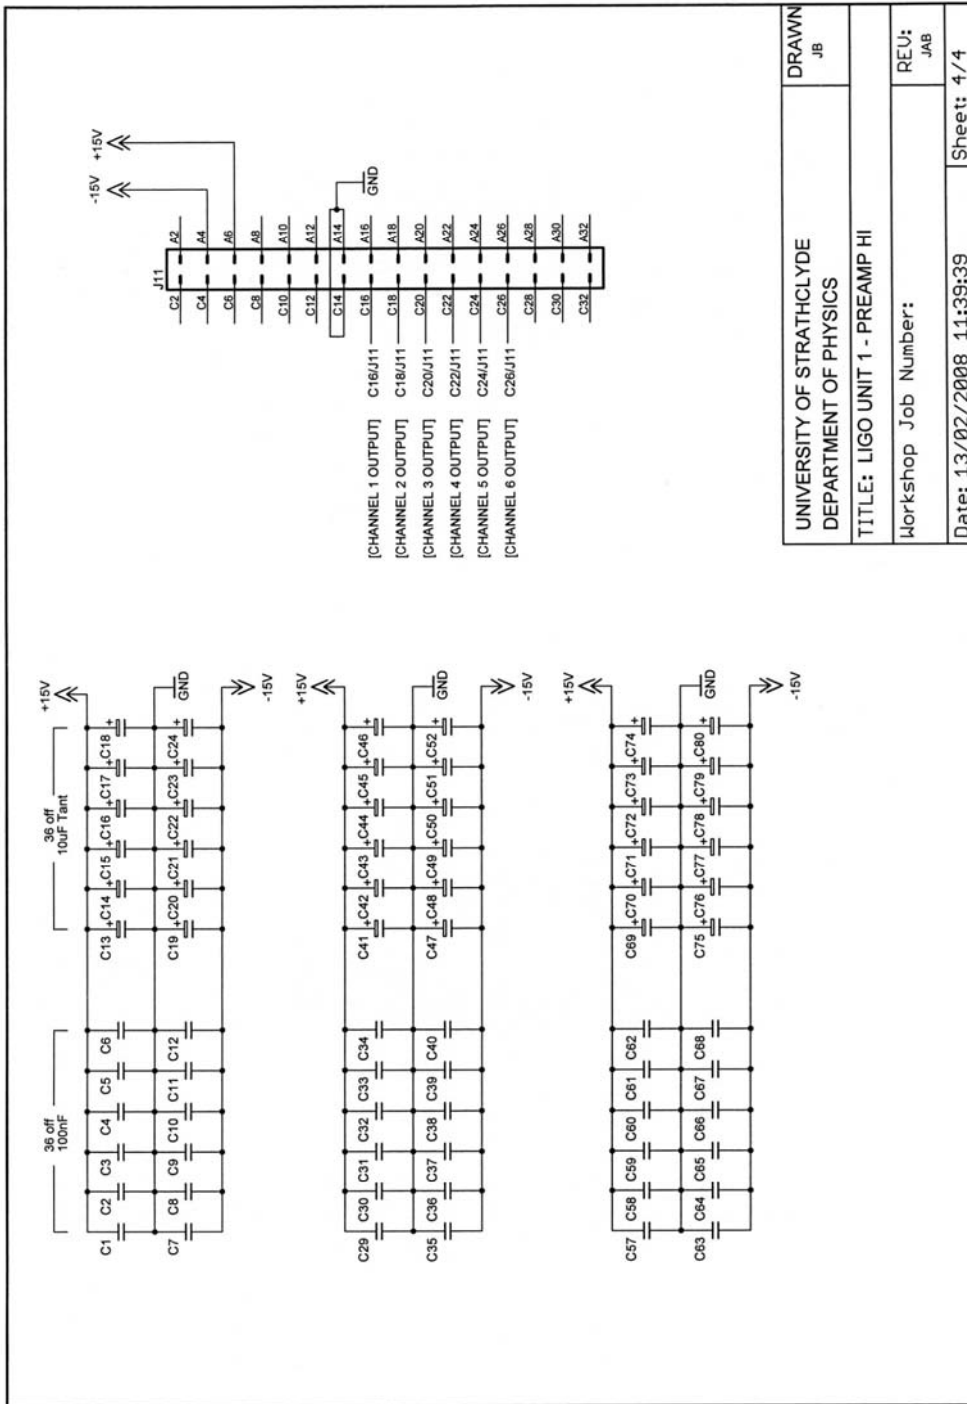 36 off
100nF
36 off
10uF Tant
+15V
C1 C2 C3 C4 C5 C6 C13 +C14 +C15 +C16 +C17 +C18 +
GND
C7 C8 C9 C10 C11 C12 C19 +C20 +C21 +C22 +C23 +C24 +
-15V
+15V
C29 C30 C31 C32 C33 C34 C41 +C42 +C43 +C44 +C45 +C46 +
GND
C35 C36 C37 C38 C39 C40 C47 +C48 +C49 +C50 +C51 +C52 +
-15V
+15V
C57 C58 C59 C60 C61 C62 C69 +C70 +C71 +C72 +C73 +C74 +
GND
C63 C64 C65 C66 C67 C68 C75 +C76 +C77 +C78 +C79 +C80 +
-15V
-15V +15V
J11
C2 A2
C4 A4
C6 A6
C8 A8
C10 A10
C12 A12
C14 A14
GND
[CHANNEL 1 OUTPUT] C16/J11 C16 A16
[CHANNEL 2 OUTPUT] C18/J11 C18 A18
[CHANNEL 3 OUTPUT] C20/J11 C20 A20
[CHANNEL 4 OUTPUT] C22/J11 C22 A22
[CHANNEL 5 OUTPUT] C24/J11 C24 A24
[CHANNEL 6 OUTPUT] C26/J11 C26 A26
C28 A28
C30 A30
C32 A32
UNIVERSITY OF STRATHCLYDE
DEPARTMENT OF PHYSICS
DRAWN
JB
TITLE: LIGO UNIT 1 - PREAMP HI
Workshop Job Number:
REV:
JAB
Date: 13/02/2008 11:39:39
Sheet: 4/4